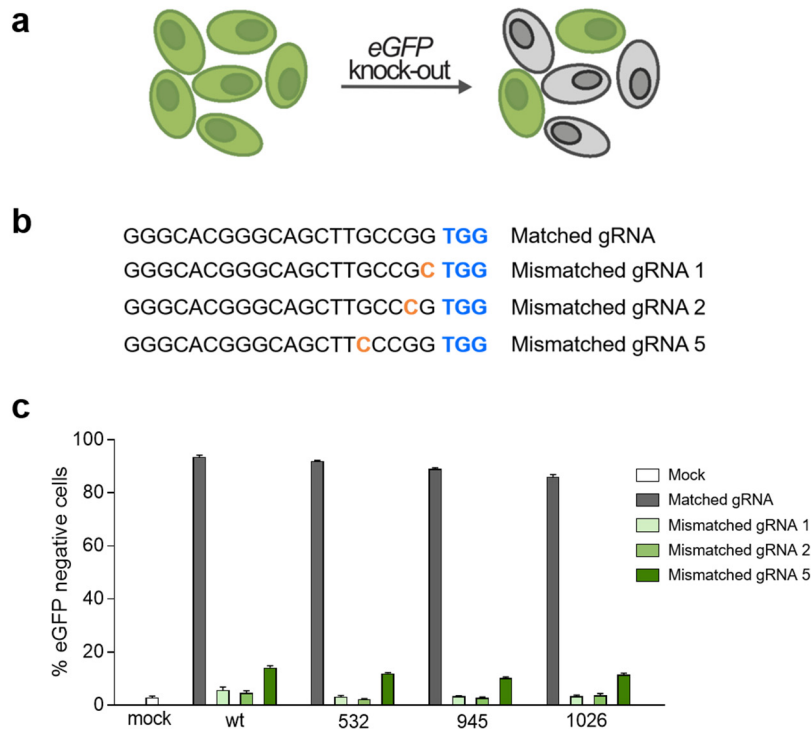 a
eGFP
knock-out
b
GGGCACGGGCAGCTTGCCGG TGG Matched gRNA
GGGCACGGGCAGCTTGCCGC TGG Mismatched gRNA 1
GGGCACGGGCAGCTTGCCCG TGG Mismatched gRNA 2
GGGCACGGGCAGCTTCCCGG TGG Mismatched gRNA 5
c
% eGFP negative cells
100
80
60
40
20
0
mock wt 532 945 1026
Mock
Matched gRNA
Mismatched gRNA 1
Mismatched gRNA 2
Mismatched gRNA 5